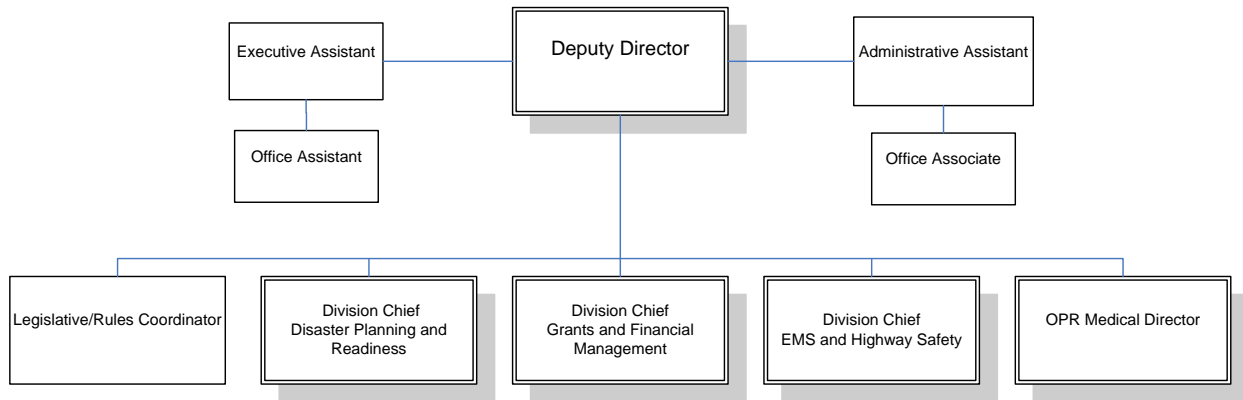 Executive Assistant
Deputy Director
Administrative Assistant
Office Assistant
Office Associate
Legislative/Rules Coordinator
Division Chief
Disaster Planning and
Readiness
Division Chief
Grants and Financial
Management
Division Chief
EMS and Highway Safety
OPR Medical Director